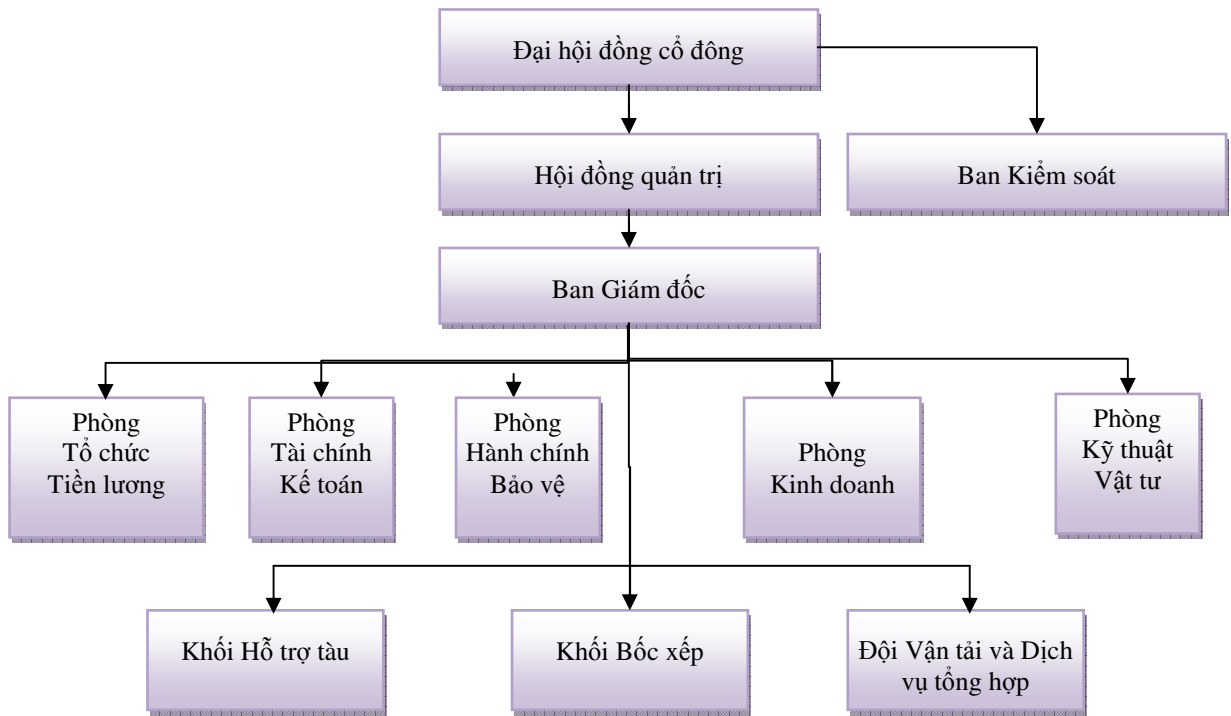 Đại hội đồng cổ đông
Hội đồng quản trị
Ban Kiểm soát
Ban Giám đốc
Phòng
Tổ chức
Tiền lương
Phòng
Tài chính
Kế toán
Phòng
Hành chính
Bảo vệ
Phòng
Kinh doanh
Phòng
Kỹ thuật
Vật tư
Khối Hỗ trợ tàu
Khối Bốc xếp
Đội Vận tải và Dịch
vụ tổng hợp